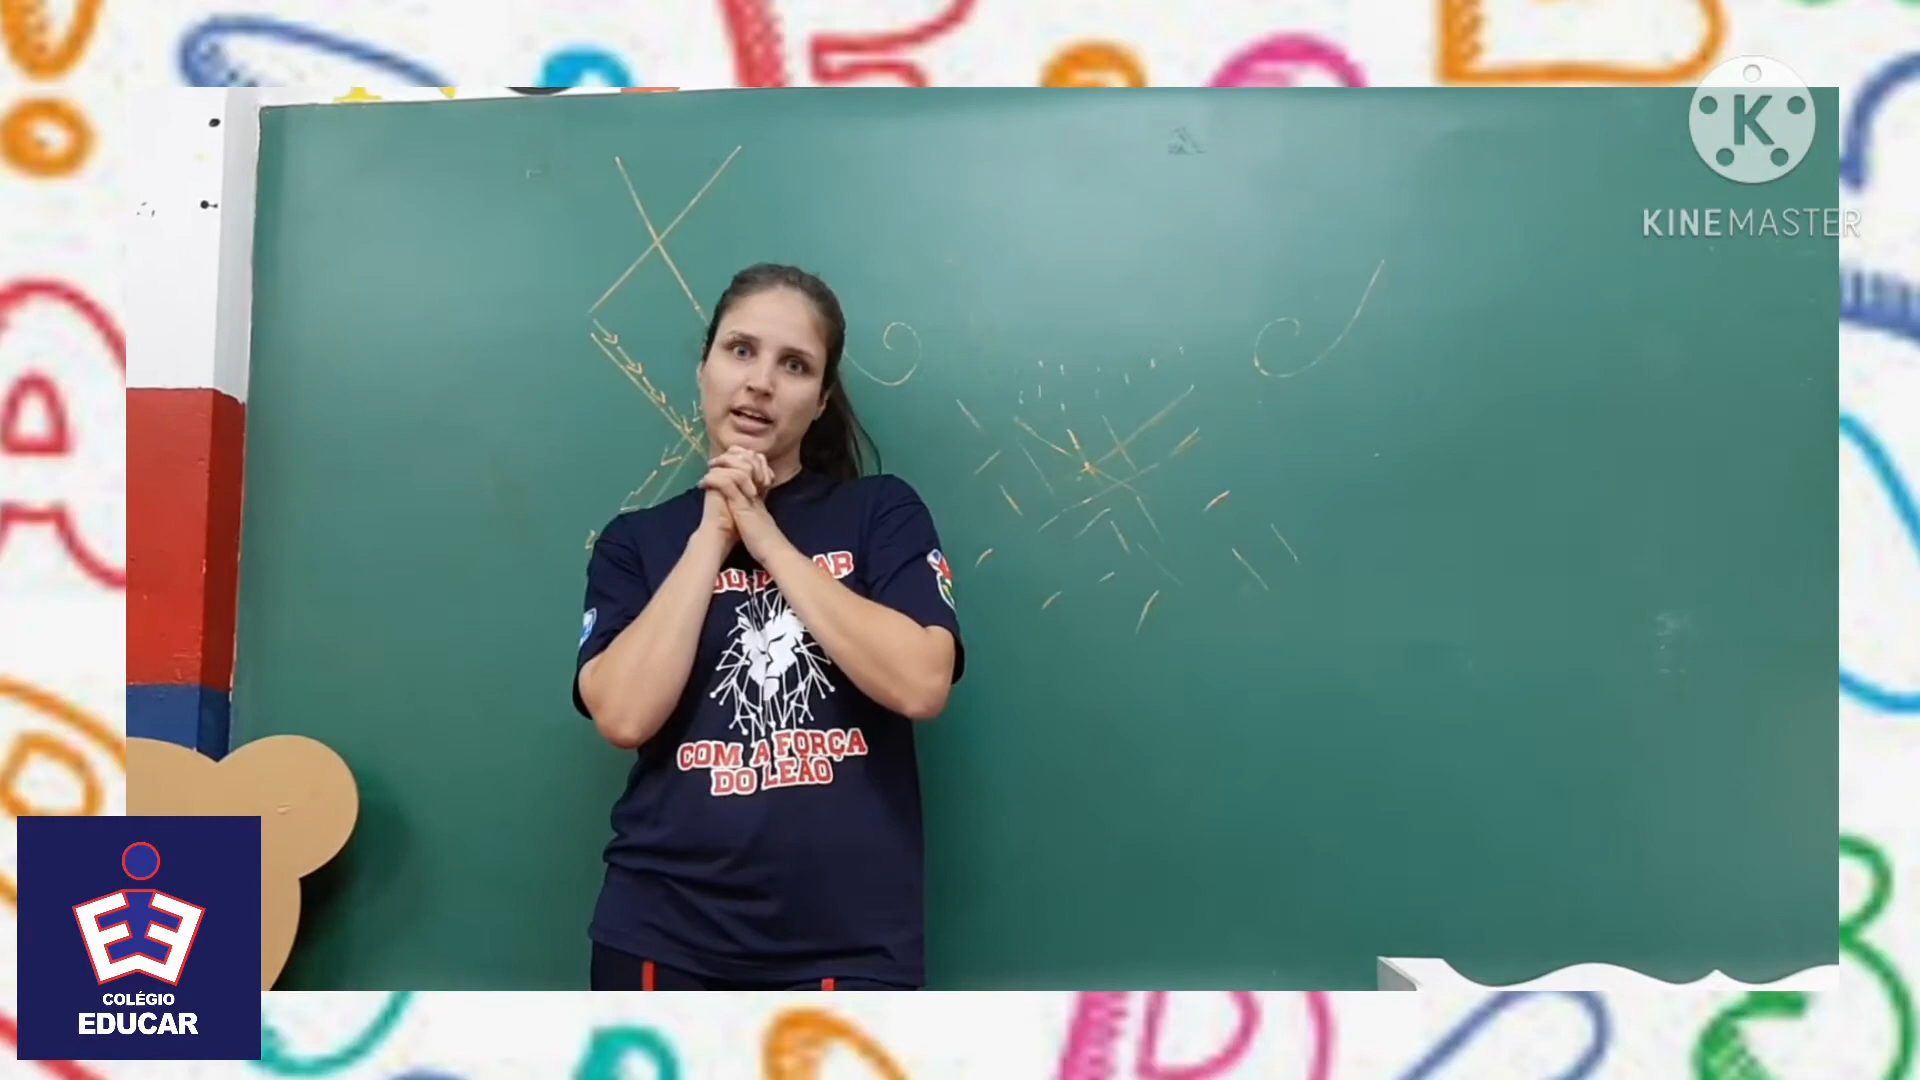 K
KINEMASTER
COM A FORÇA
DO LEÃO
COLÉGIO
EDUCAR